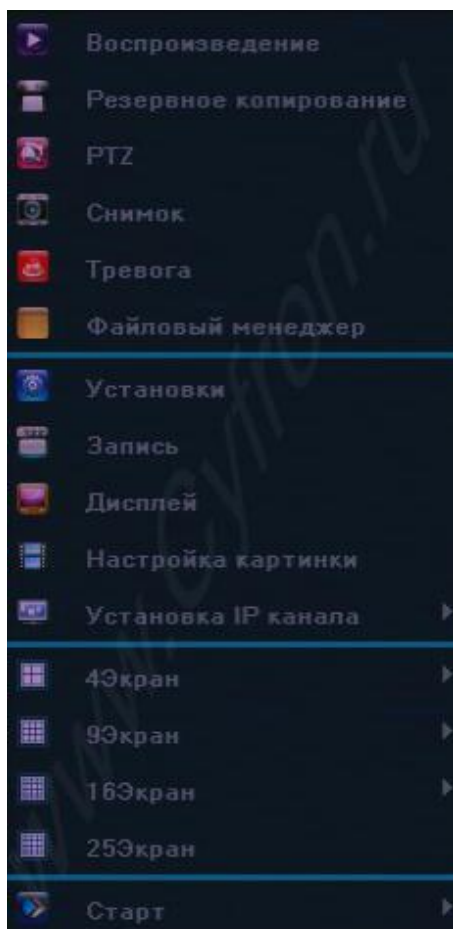 Воспроизведение
Резервное копирование
PTZ
Снимок
Тревога
Файловый менеджер
Установки
Запись
Дисплей
Настройка картинки
Установка IP канала
4Экран
9Экран
16Экран
25Экран
Старт
www.Cyfron.ru